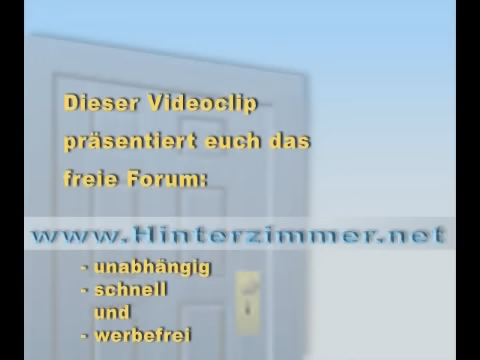 Dieser Videoclip
präsentiert euch das
freie Forum:
www.Hinterzimmer.net
- unabhängig
- schnell
und
- werbefrei